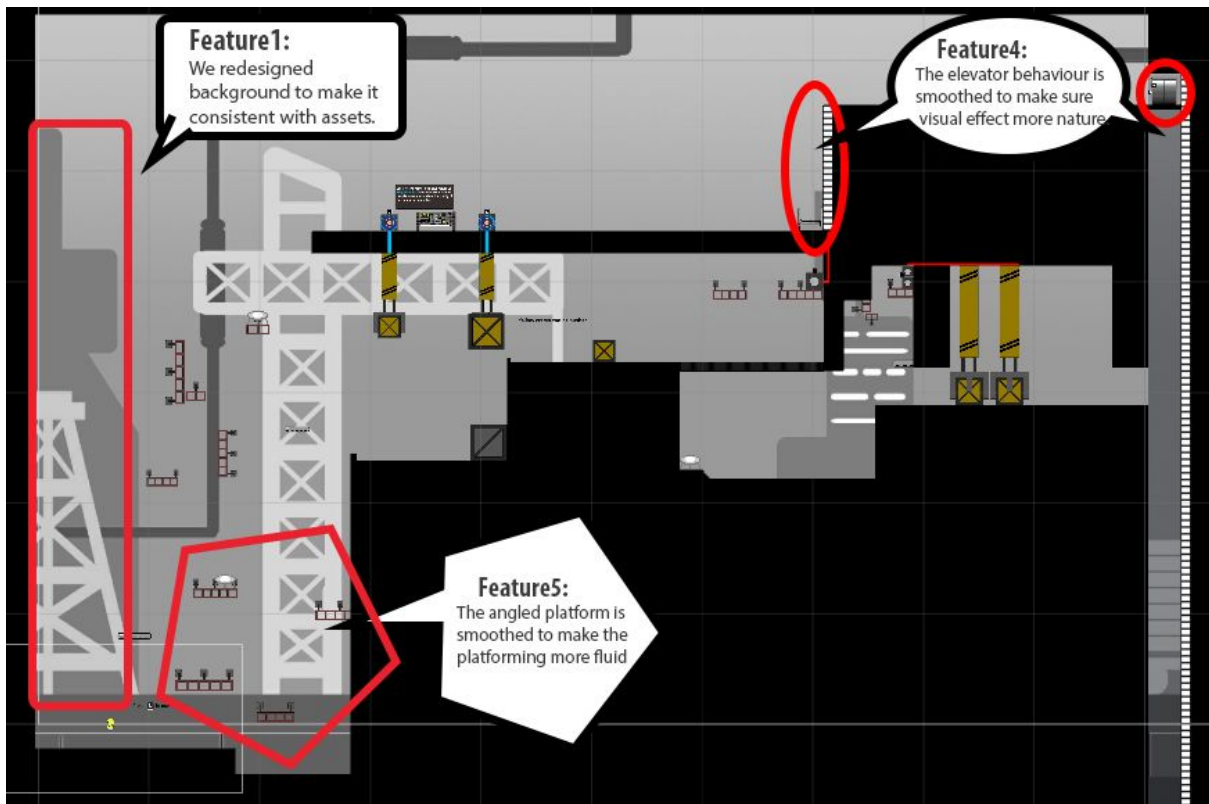 Feature1:
We redesigned
background to make it
consistent with assets.
Feature4:
The elevator behaviour is
smoothed to make sure
visual effect more nature.
Feature5:
The angled platform is
smoothed to make the
platforming more fluid